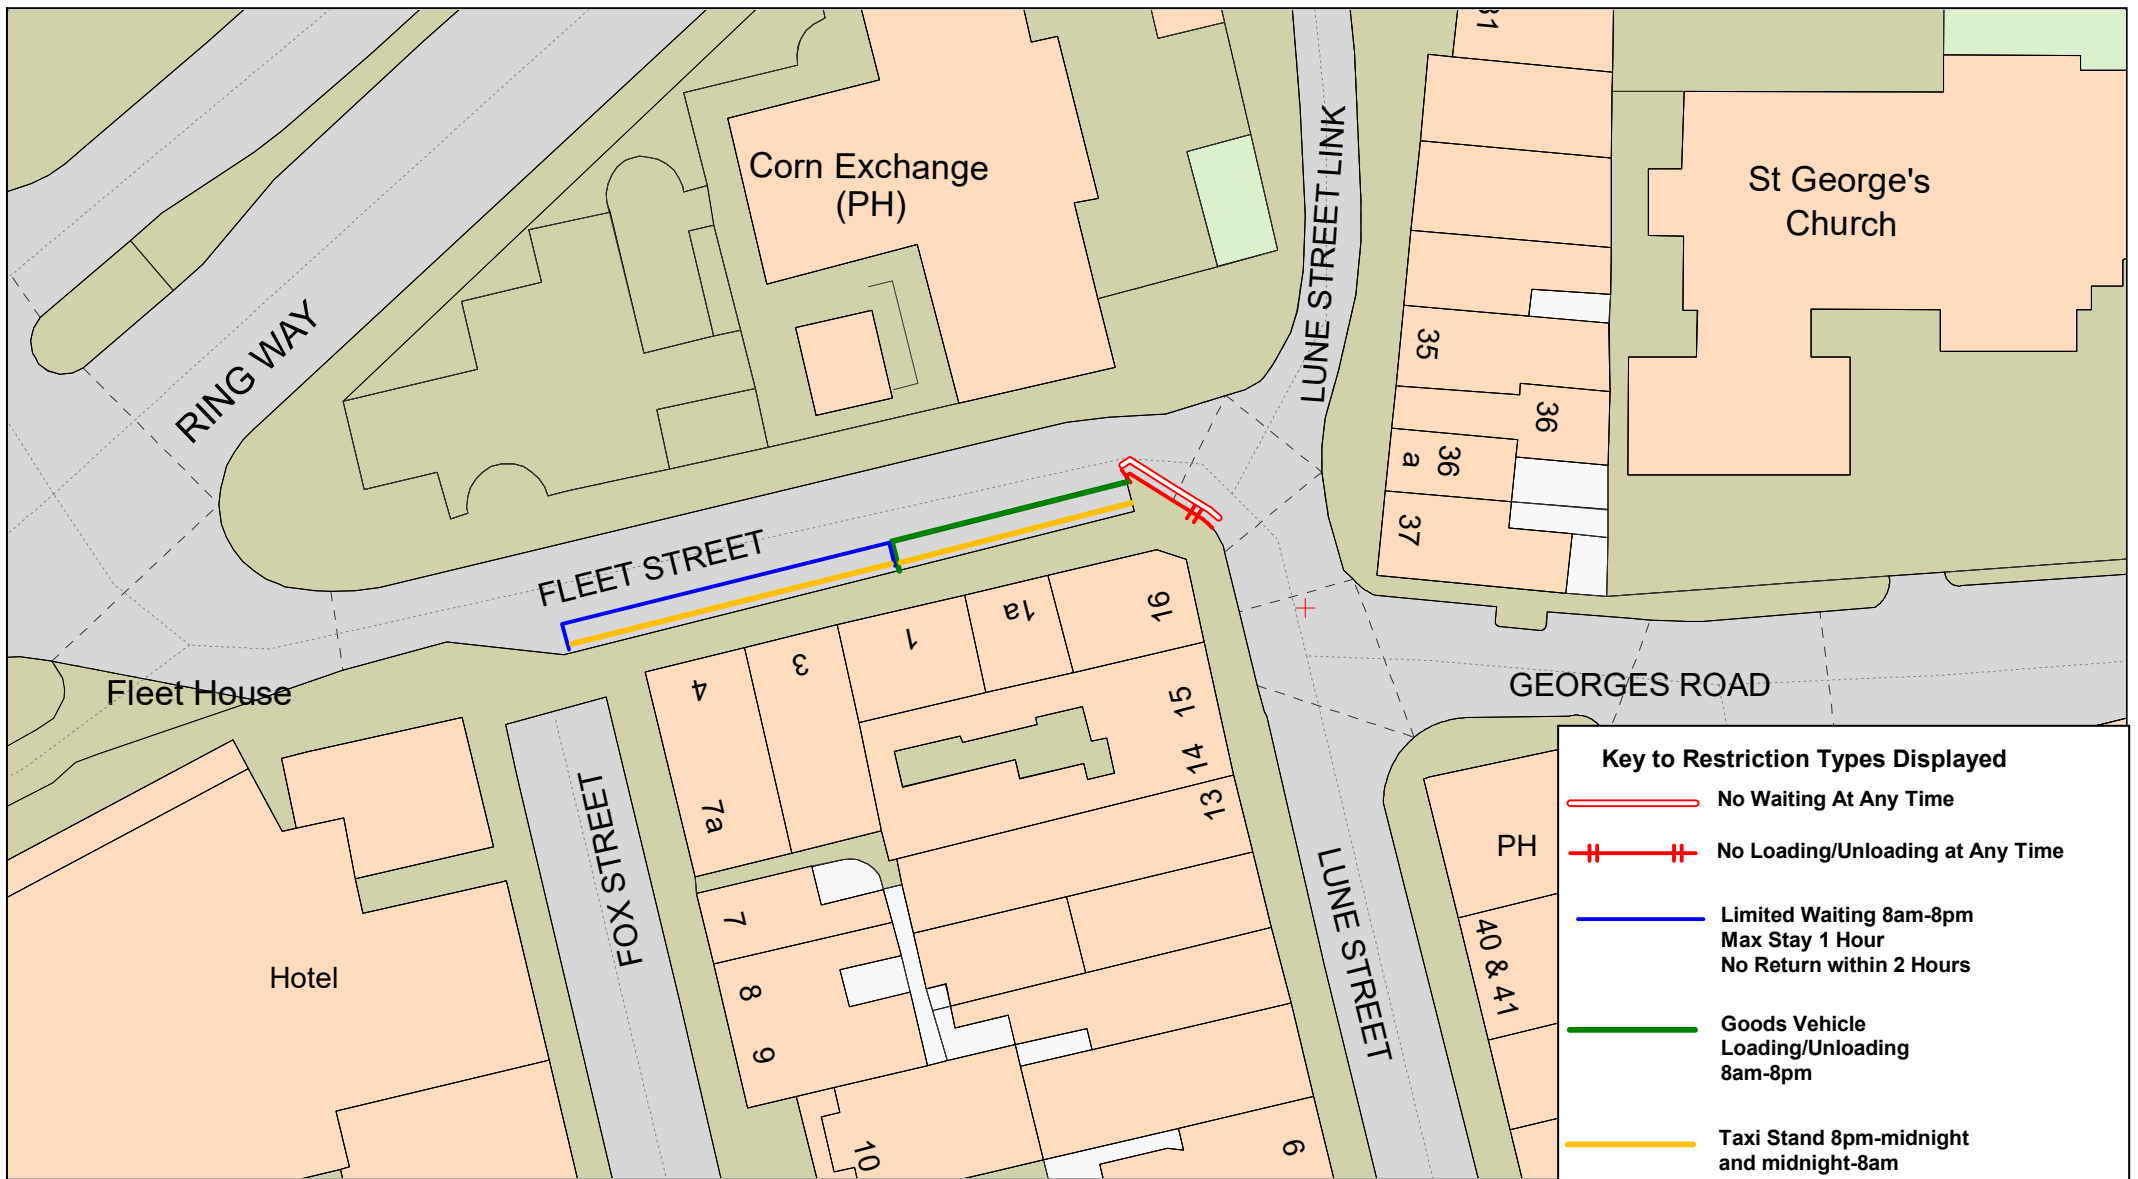 31
Corn Exchange
(PH)
LUNE STREET LINK
St George's
Church
RING WAY
35
36
36
a
37
FLEET STREET
16
1a
1
3
4
15
14
13
7a
Fleet House
GEORGES ROAD
FOX STREET
7
8
9
10
9
Hotel
LUNE STREET
PH
40 & 41
Key to Restriction Types Displayed
No Waiting At Any Time
No Loading/Unloading at Any Time
Limited Waiting 8am-8pm
Max Stay 1 Hour
No Return within 2 Hours
Goods Vehicle
Loading/Unloading
8am-8pm
Taxi Stand 8pm-midnight
and midnight-8am